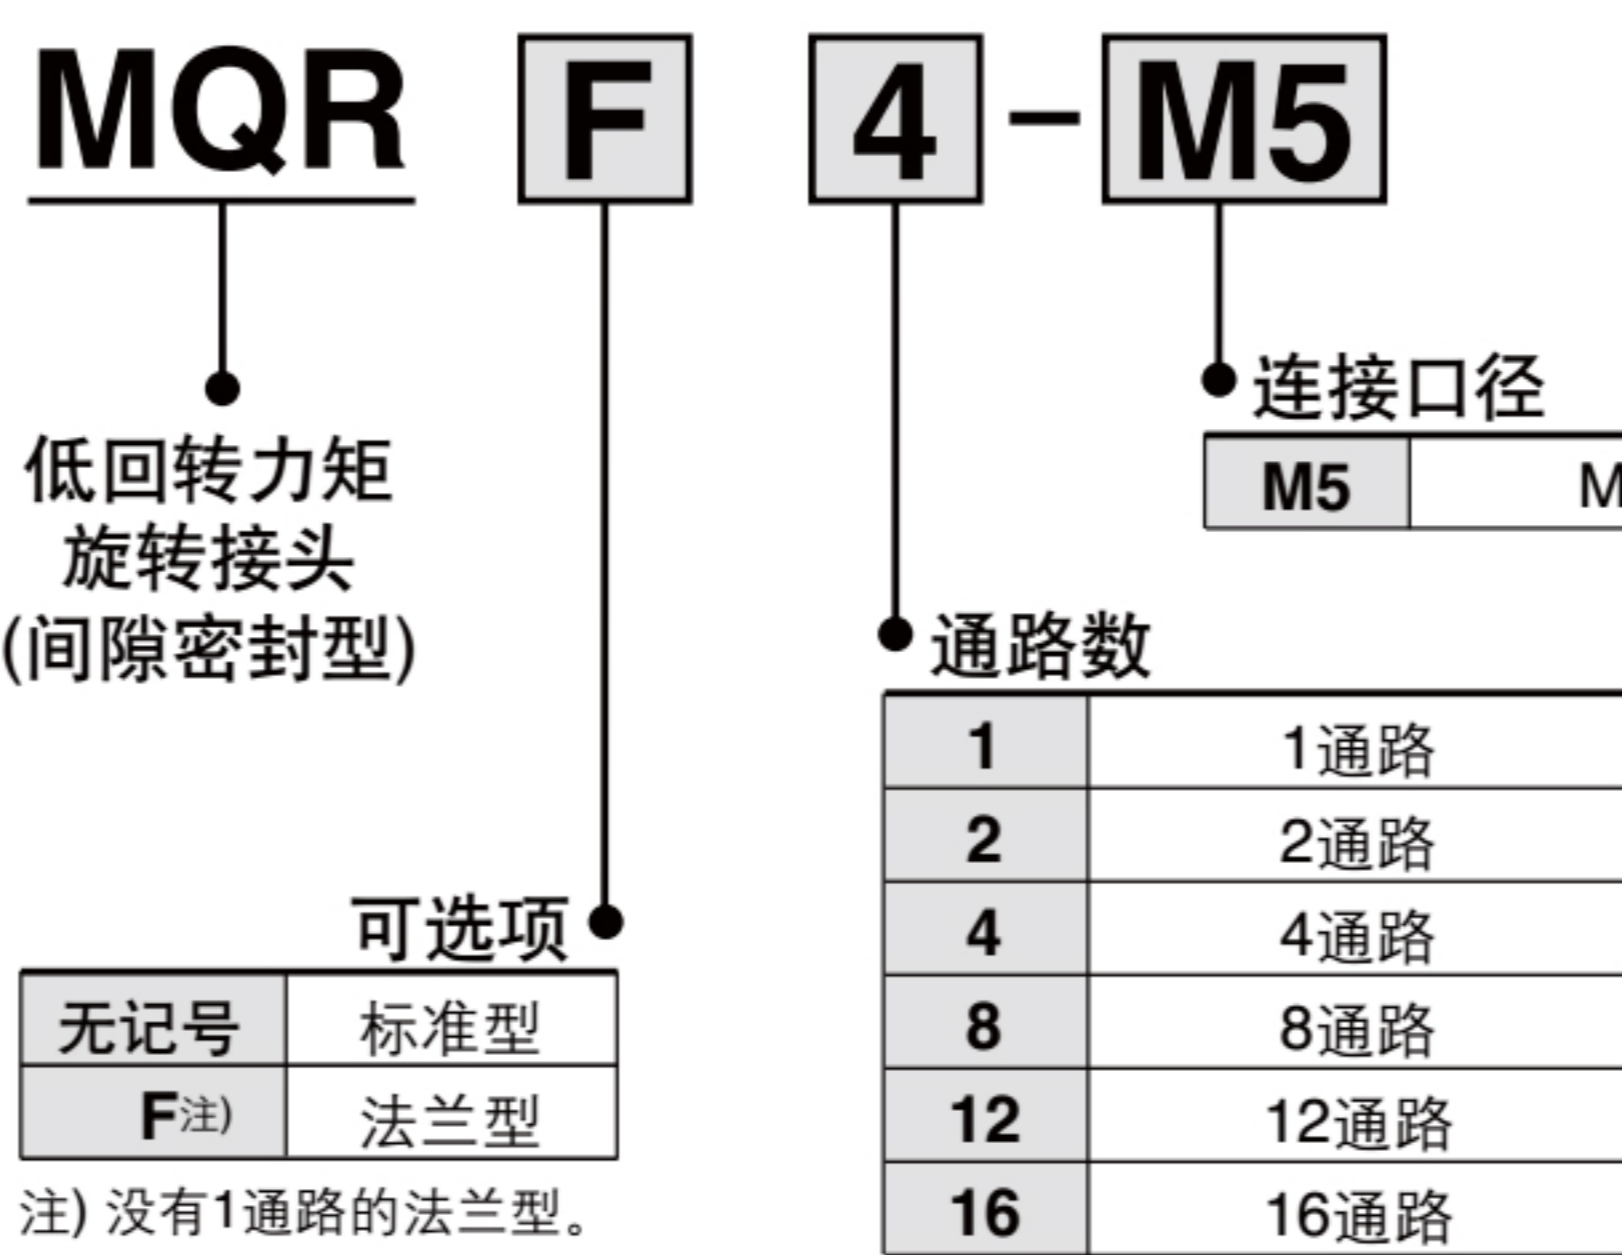 MQR F 4 – M5
连接口径
M5 M
低回转力矩
旋转接头
(间隙密封型)
通路数
1 1通路
2 2通路
4 4通路
8 8通路
12 12通路
16 16通路
可选项
无记号 标准型
F注) 法兰型
注) 没有1通路的法兰型。